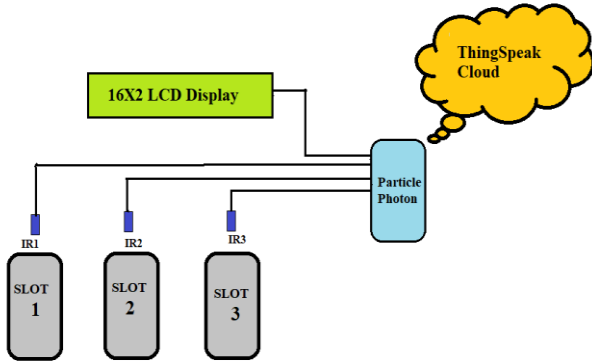 ThingSpeak
Cloud
16X2 LCD Display
Particle
Photon
IR1
IR2
IR3
SLOT
1
SLOT
2
SLOT
3